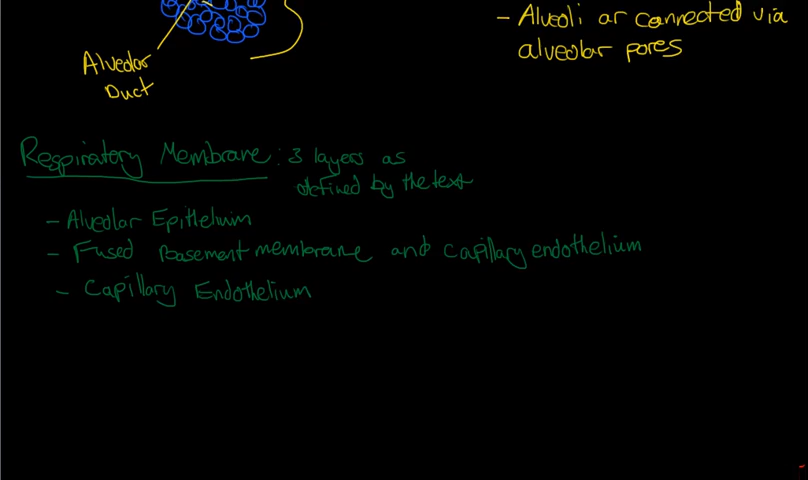 - Alveoli ar connected via
alveolar pores
Alveolar
Duct
Respiratory Membrane: 3 layers as
defined by the text
- Alveolar Epithelium
- Fused Basement membrane and capillary endothelium
- Capillary Endothelium